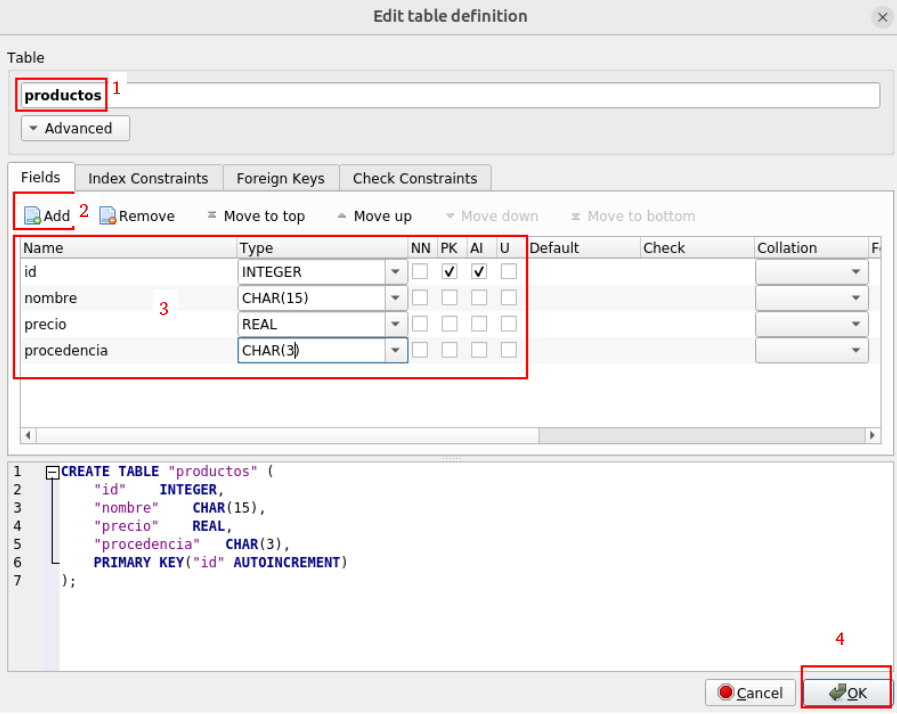 Edit table definition
Table
productos 1
Advanced
Fields Index Constraints Foreign Keys Check Constraints
Add 2 Remove Move to top Move up Move down Move to bottom
Name Type NN PK AI U Default Check Collation F
id INTEGER
nombre CHAR(15)
3
precio REAL
procedencia CHAR(3)
1 CREATE TABLE "productos" (
2 "id" INTEGER,
3 "nombre" CHAR(15),
4 "precio" REAL,
5 "procedencia" CHAR(3),
6 PRIMARY KEY("id" AUTOINCREMENT)
7 );
4
Cancel OK